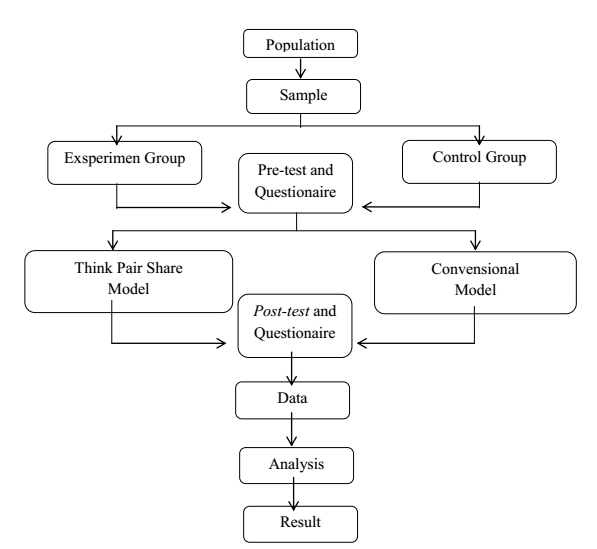 Population
Sample
Exsperimen Group
Control Group
Pre-test and
Questionaire
Think Pair Share
Model
Convensional
Model
Post-test and
Questionaire
Data
Analysis
Result